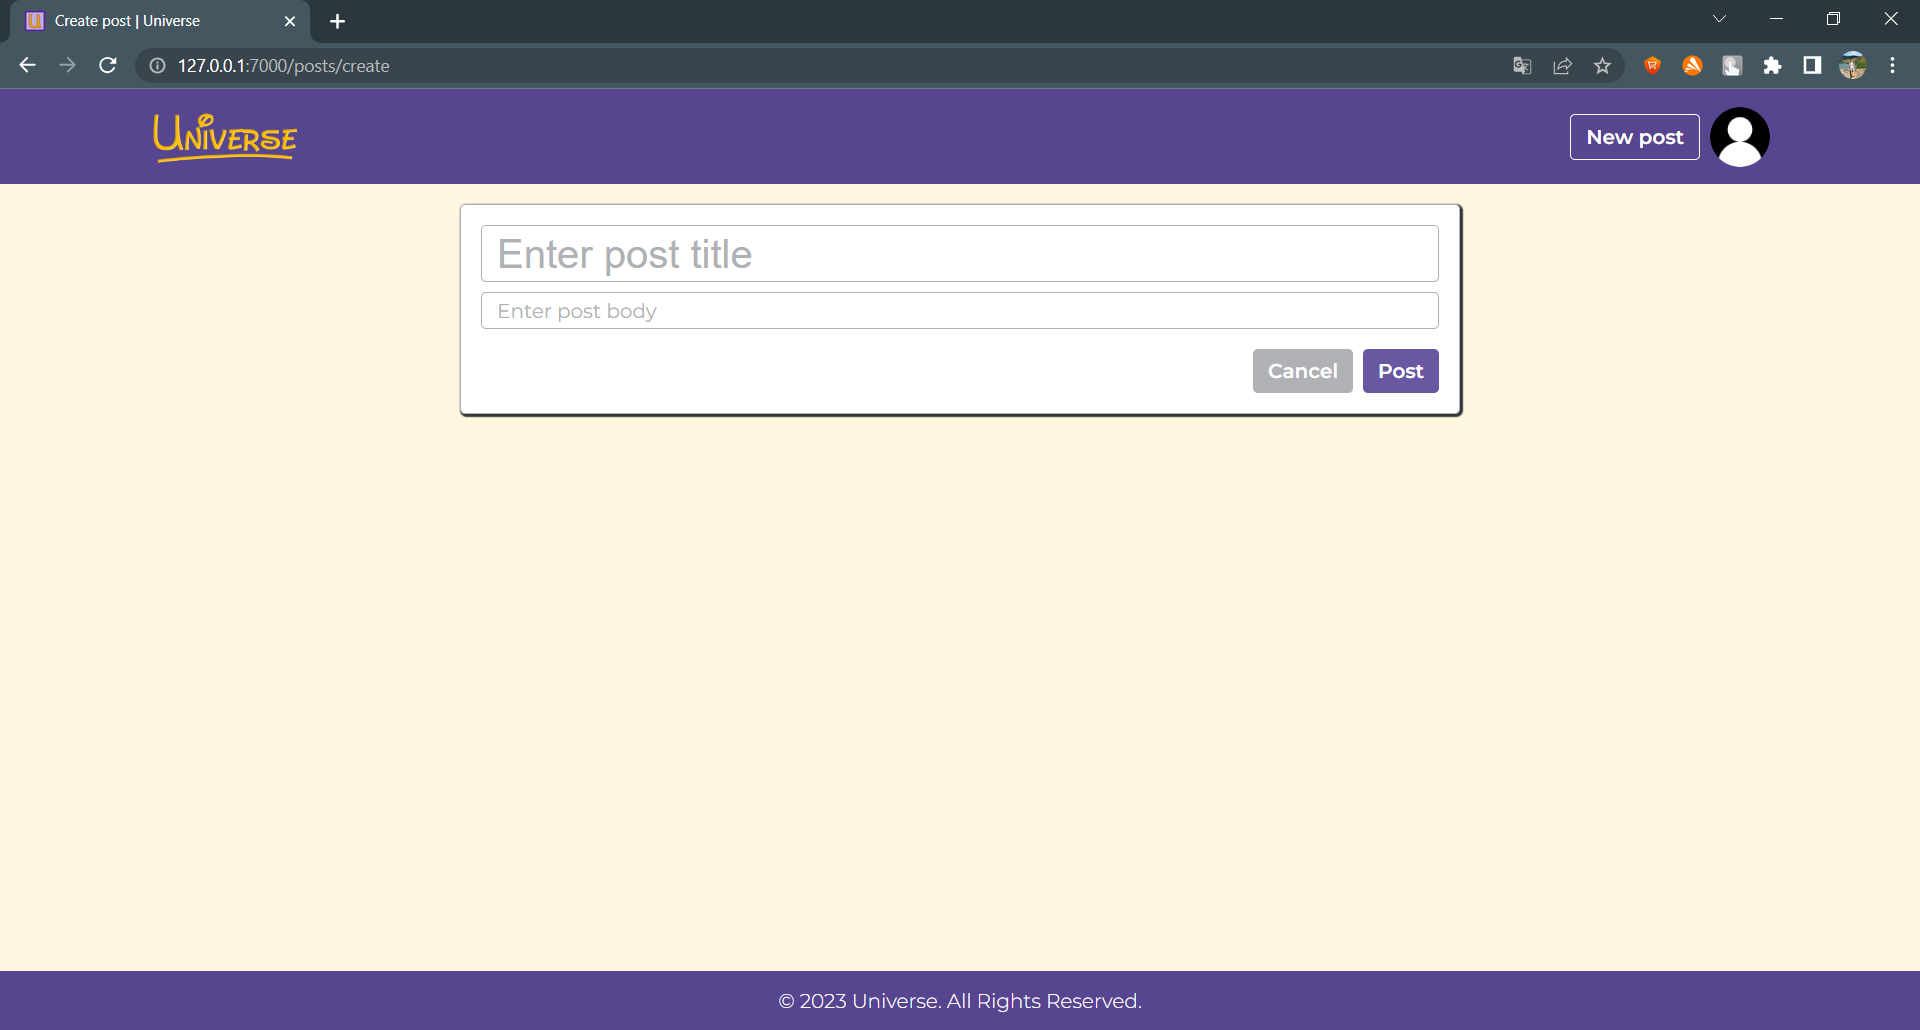 Create post | Universe
127.0.0.1:7000/posts/create
UNIVERSE
New post
Enter post title
Enter post body
Cancel
Post
© 2023 Universe. All Rights Reserved.